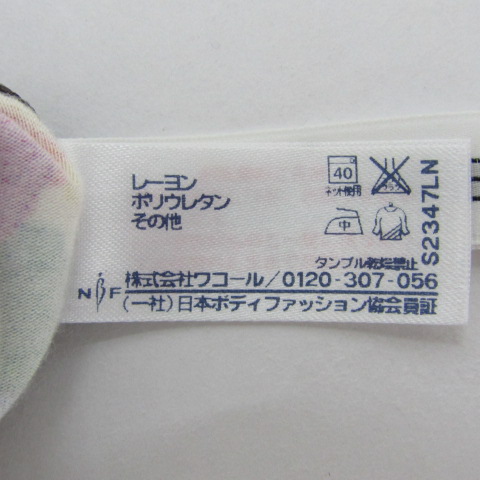 レーヨン
ポリウレタン
その他
40
ネット使用
中
タンブル乾燥禁止
S2347LN
NBF
株式会社ワコール/0120-307-056
(一社)日本ボディファッション協会員証